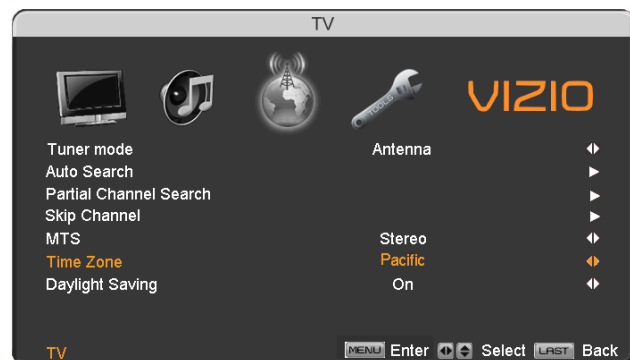 TV
TOOLS
VIZIO
Tuner mode Antenna
Auto Search
Partial Channel Search
Skip Channel
MTS Stereo
Time Zone Pacific
Daylight Saving On
TV MENU Enter Select LAST Back